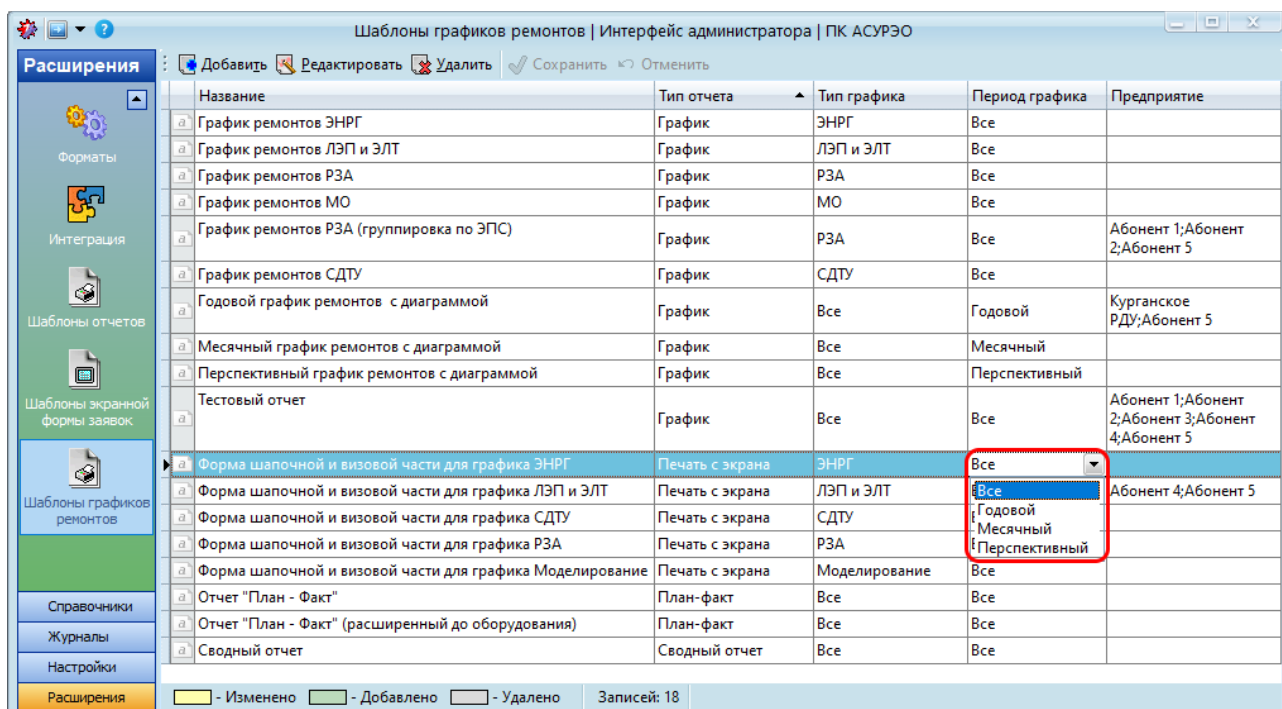 Шаблоны графиков ремонтов | Интерфейс администратора | ПК АСУРЭО
Расширения
Добавить Редактировать Удалить Сохранить Отменить
Форматы
Интеграция
Шаблоны отчетов
Шаблоны экранной
формы заявок
Шаблоны графиков
ремонтов
Справочники
Журналы
Настройки
Расширения
Название Тип отчета Тип графика Период графика Предприятие
График ремонтов ЭНРГ График ЭНРГ Все
График ремонтов ЛЭП и ЭЛТ График ЛЭП и ЭЛТ Все
График ремонтов РЗА График РЗА Все
График ремонтов МО График МО Все
График ремонтов РЗА (группировка по ЭПС) График РЗА Все Абонент 1;Абонент
2;Абонент 5
График ремонтов СДТУ График СДТУ Все
Годовой график ремонтов с диаграммой График Все Годовой Курганское
РДУ;Абонент 5
Месячный график ремонтов с диаграммой График Все Месячный
Перспективный график ремонтов с диаграммой График Все Перспективный
Тестовый отчет График Все Все Абонент 1;Абонент
2;Абонент 3;Абонент
4;Абонент 5
Форма шапочной и визовой части для графика ЭНРГ Печать с экрана ЭНРГ Все
Форма шапочной и визовой части для графика ЛЭП и ЭЛТ Печать с экрана ЛЭП и ЭЛТ Все Абонент 4;Абонент 5
Форма шапочной и визовой части для графика СДТУ Печать с экрана СДТУ Годовой
Месячный
Форма шапочной и визовой части для графика РЗА Печать с экрана РЗА Перспективный
Форма шапочной и визовой части для графика Моделирование Печать с экрана Моделирование Все
Отчет "План - Факт" План-факт Все Все
Отчет "План - Факт" (расширенный до оборудования) План-факт Все Все
Сводный отчет Сводный отчет Все Все
- Изменено - Добавлено - Удалено Записей: 18